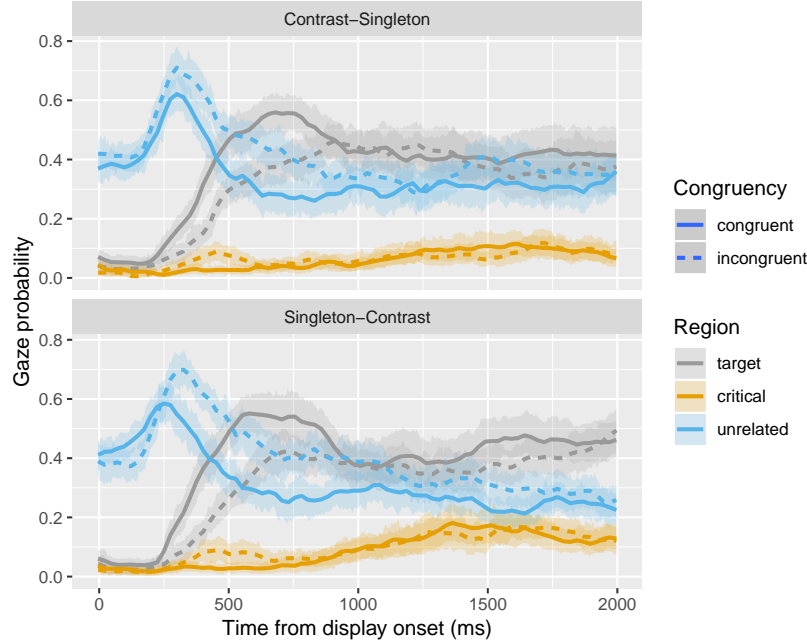 Contrast−Singleton
0.8
0.6
0.4
0.2
0.0
Singleton−Contrast
0.8
0.6
0.4
0.2
0.0
Gaze probability
0
500
1000
1500
2000
Time from display onset (ms)
Congruency
congruent
incongruent
Region
target
critical
unrelated